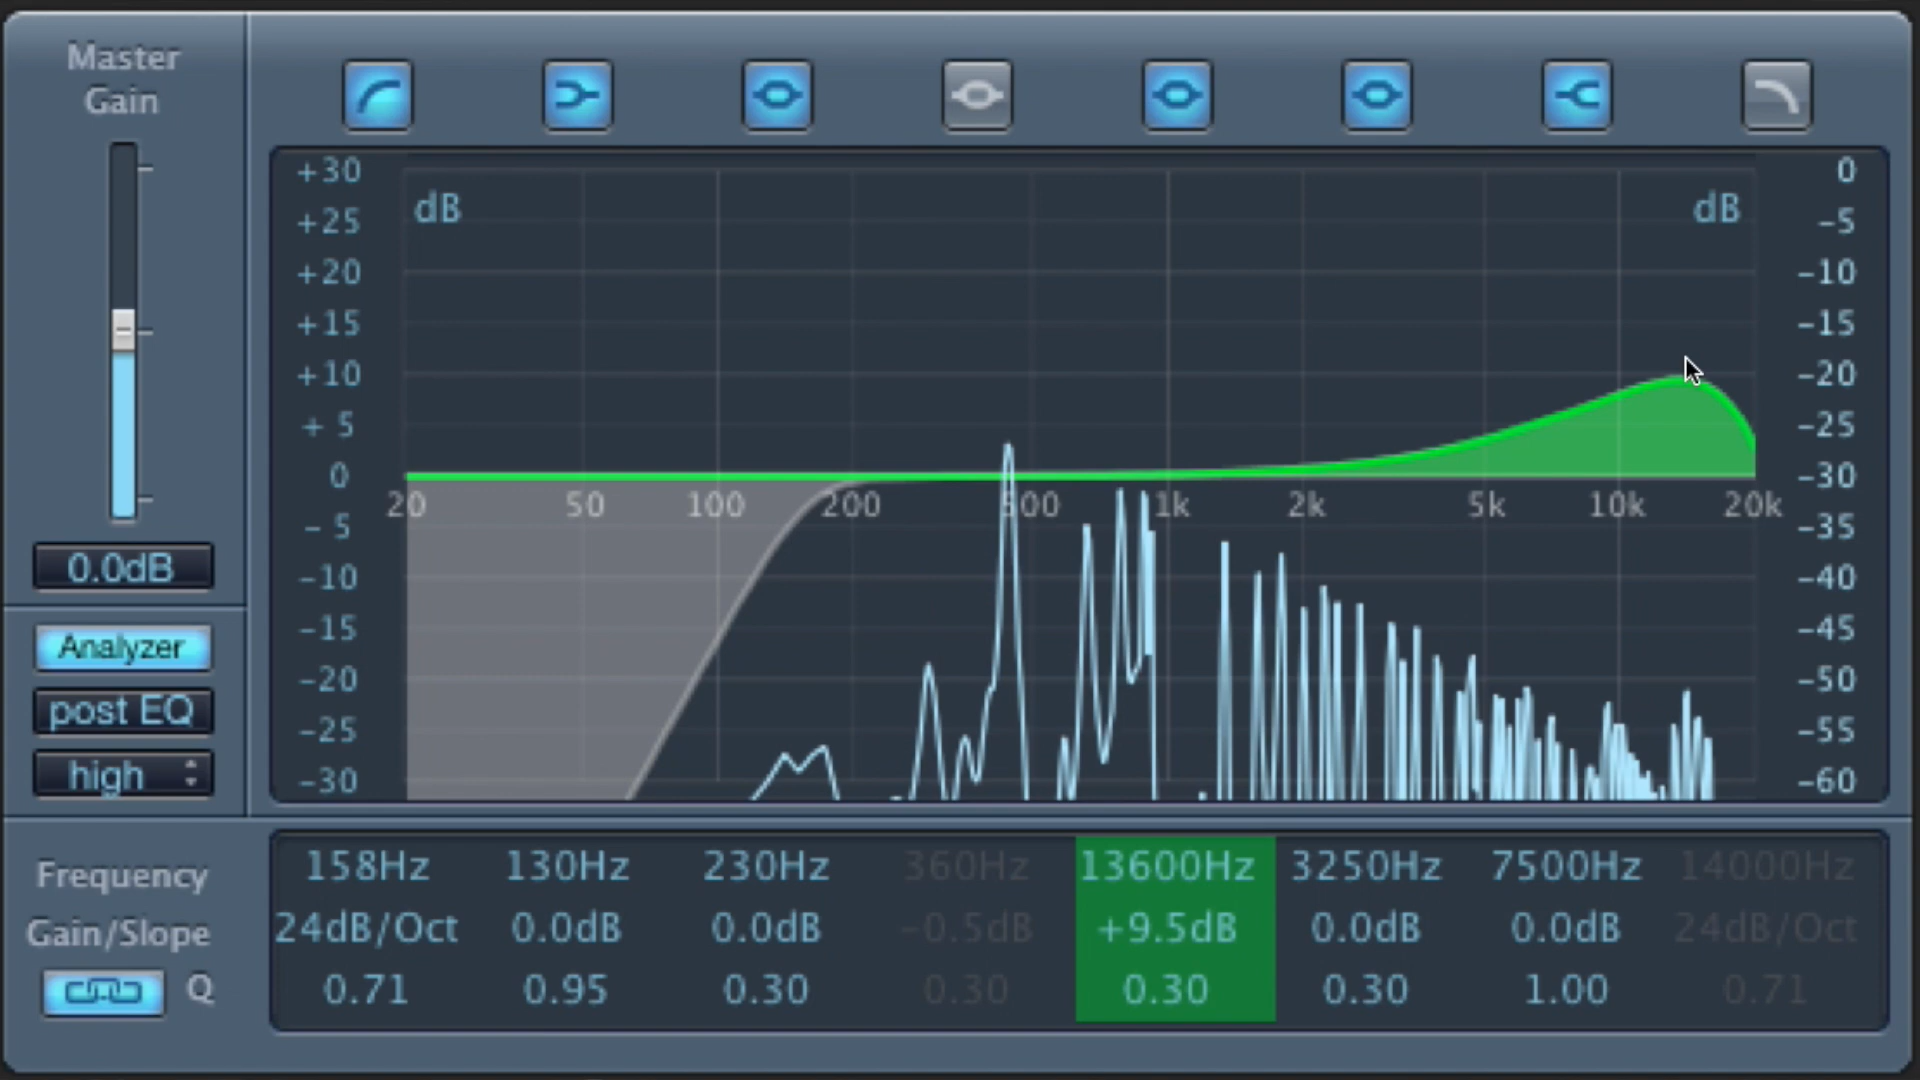 Master
Gain
0.0dB
Analyzer
post EQ
high
+30
+25
+20
+15
+10
+ 5
0
- 5
-10
-15
-20
-25
-30
dB
dB
20 50 100 200 500 1k 2k 5k 10k 20k
0
-5
-10
-15
-20
-25
-30
-35
-40
-45
-50
-55
-60
Frequency 158Hz 130Hz 230Hz 360Hz 13600Hz 3250Hz 7500Hz 14000Hz
Gain/Slope 24dB/Oct 0.0dB 0.0dB -0.5dB +9.5dB 0.0dB 0.0dB 24dB/Oct
Q 0.71 0.95 0.30 0.30 0.30 0.30 1.00 0.71